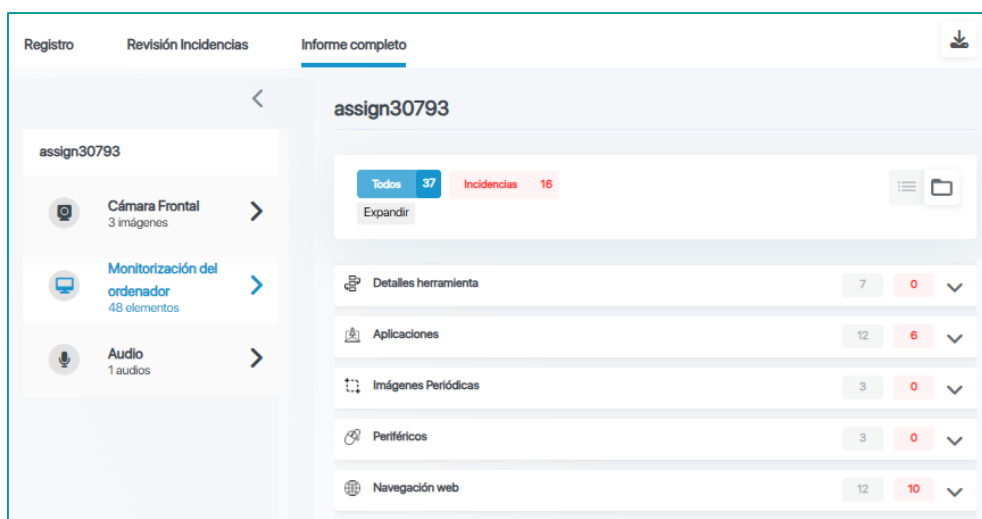 Registro Revisión Incidencias Informe completo
assign30793
assign30793
Todos 37 Incidencias 16
Expandir
Cámara Frontal
3 imágenes
Monitorización del
ordenador
48 elementos
Audio
1 audios
Detalles herramienta 7 0
Aplicaciones 12 6
Imágenes Periódicas 3 0
Periféricos 3 0
Navegación web 12 10